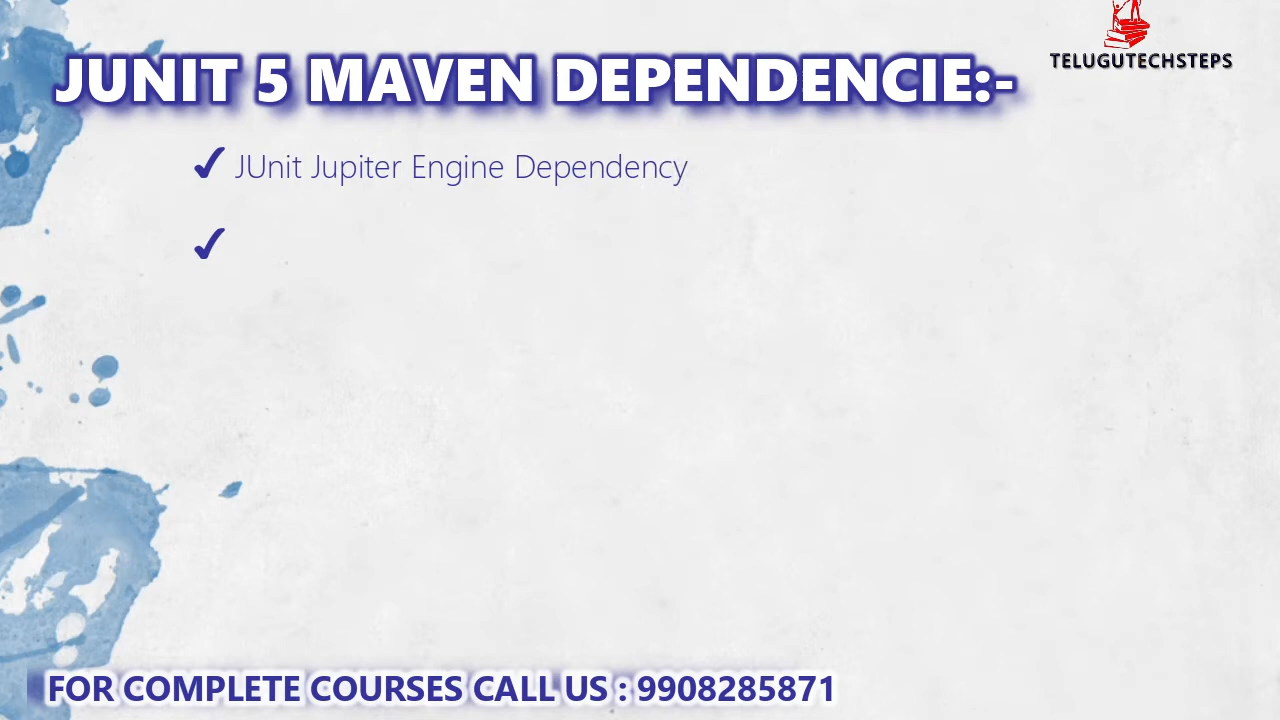 TELUGUTECHSTEPS
JUNIT 5 MAVEN DEPENDENCIE:-
✔ JUnit Jupiter Engine Dependency
✔
FOR COMPLETE COURSES CALL US : 9908285871